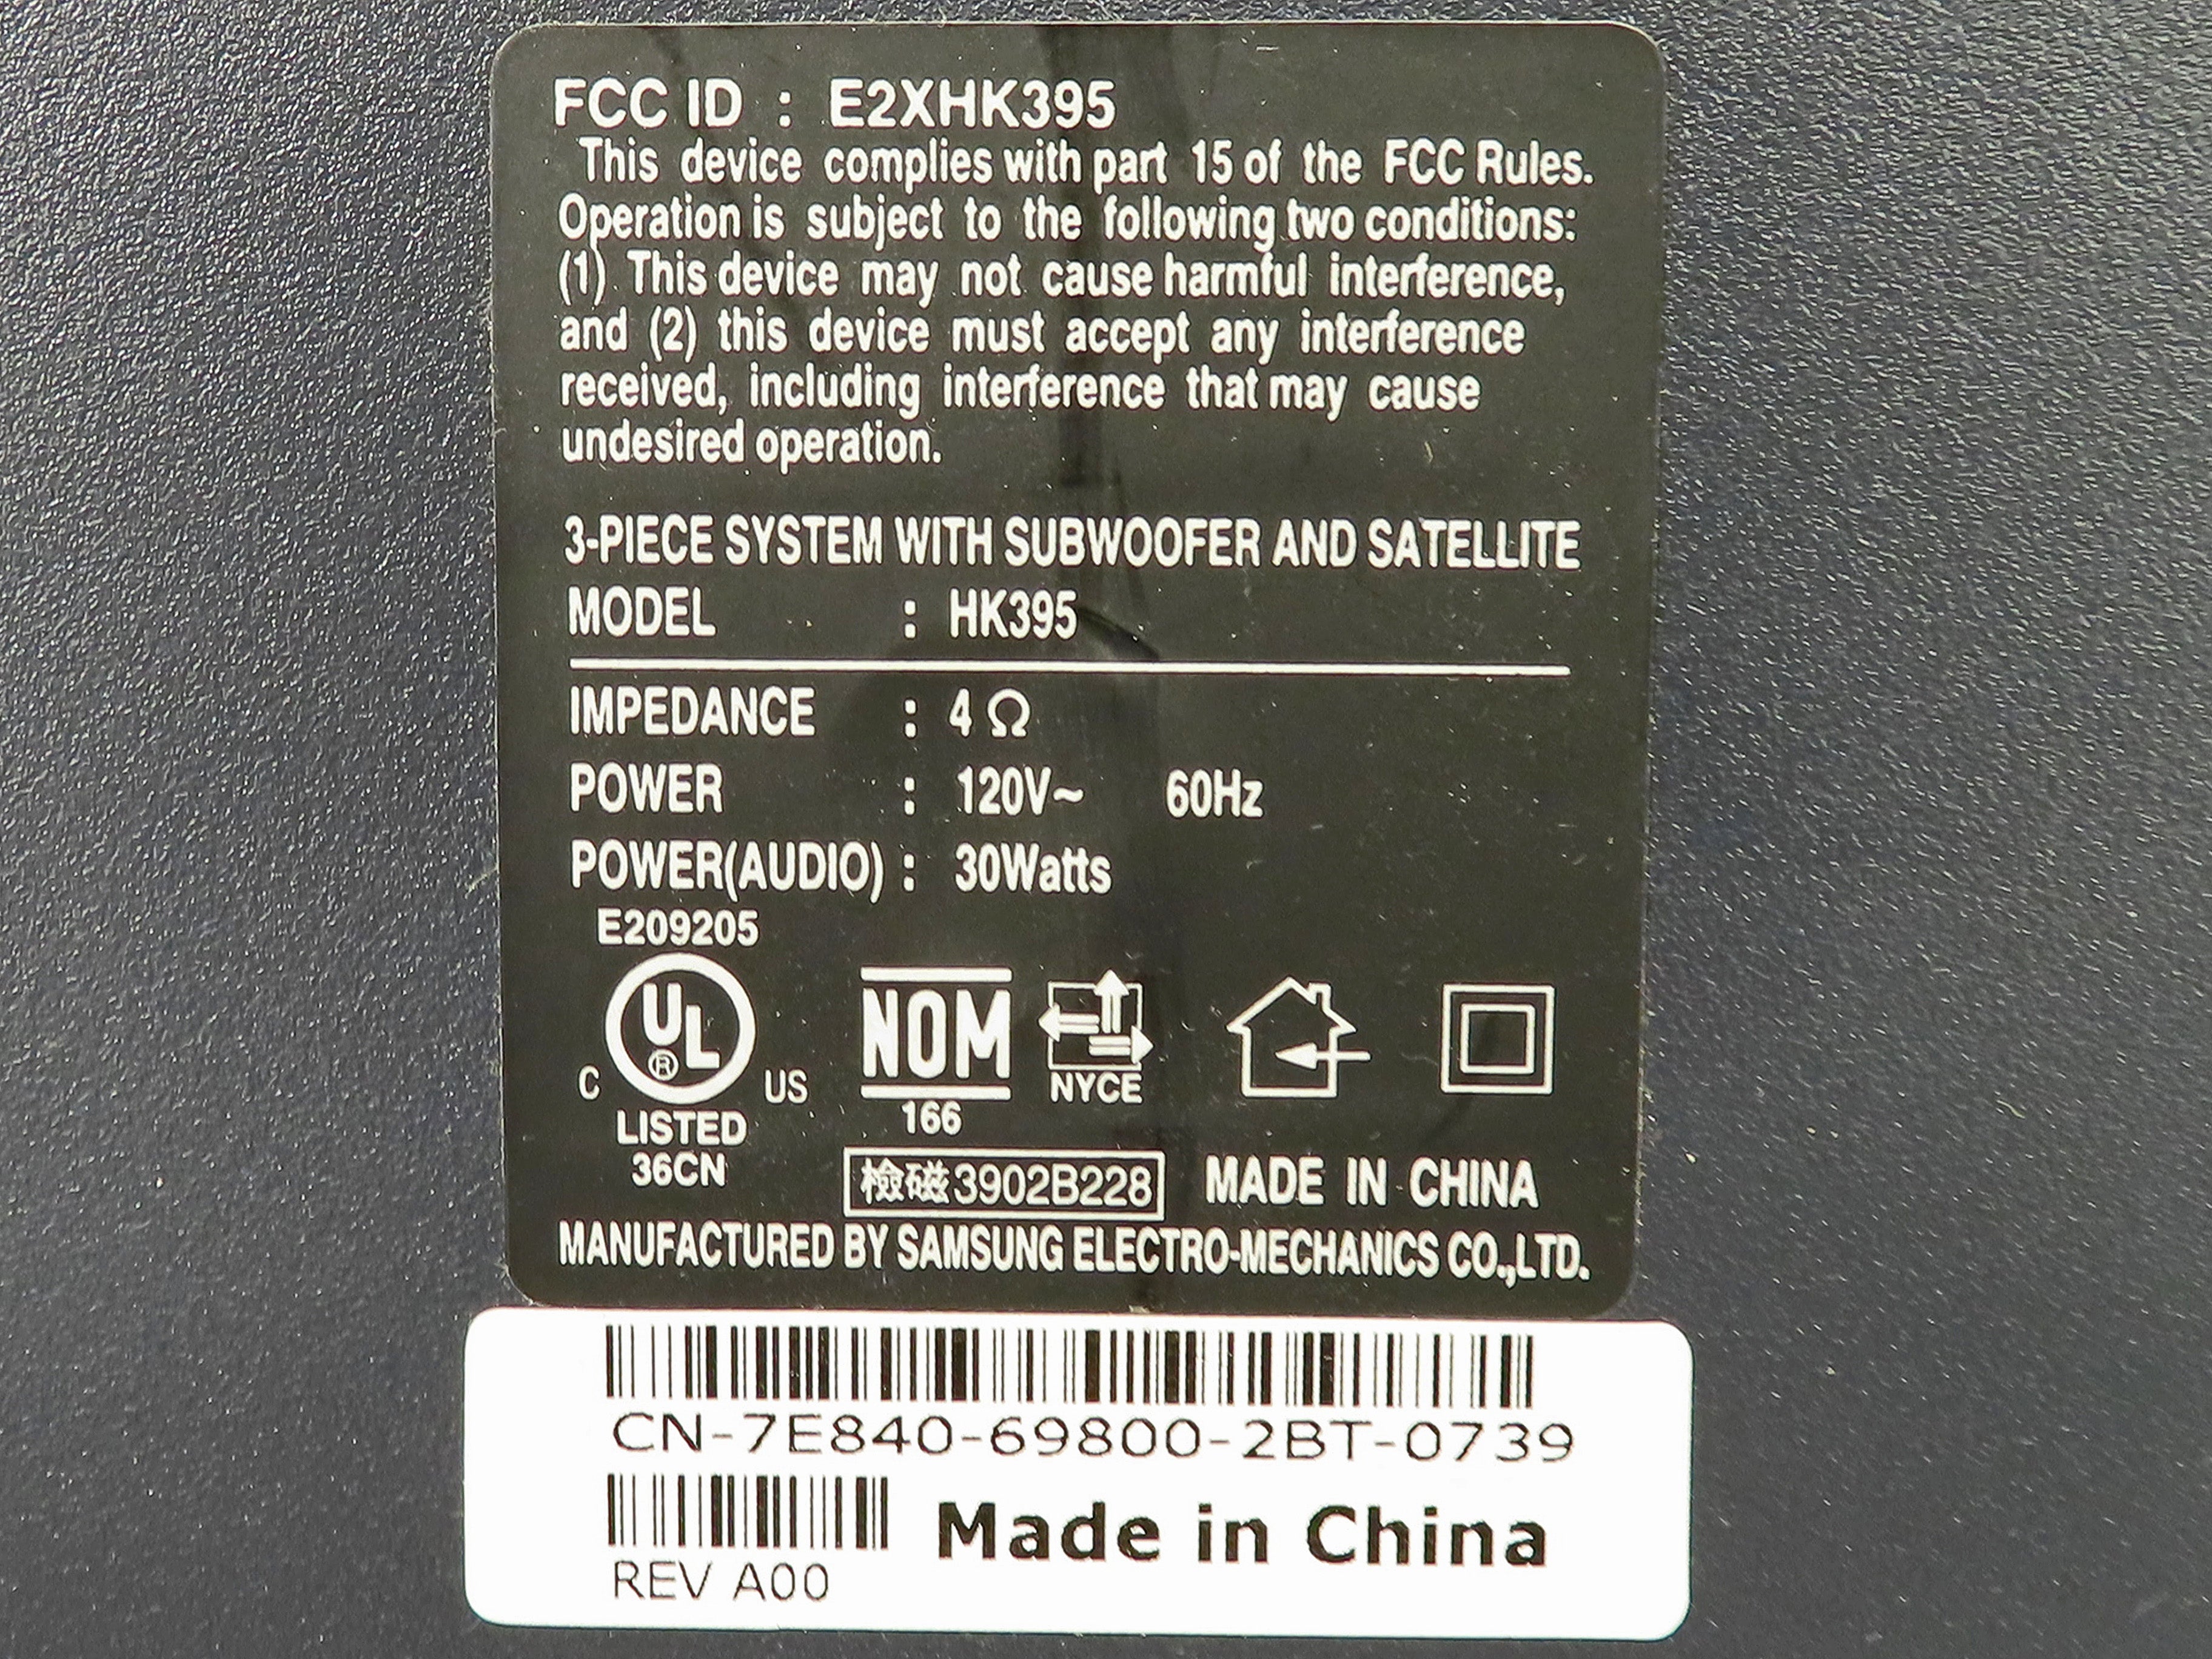 FCC ID : E2XHK395
This device complies with part 15 of the FCC Rules.
Operation is subject to the following two conditions:
(1) This device may not cause harmful interference,
and (2) this device must accept any interference
received, including interference that may cause
undesired operation.
3-PIECE SYSTEM WITH SUBWOOFER AND SATELLITE
MODEL : HK395
IMPEDANCE : 4 Ω
POWER : 120V~ 60Hz
POWER(AUDIO) : 30Watts
E209205
C UL ® US
LISTED
36CN
NOM
166
NYCE
檢磁3902B228
MADE IN CHINA
MANUFACTURED BY SAMSUNG ELECTRO-MECHANICS CO.,LTD.
CN-7E840-69800-2BT-0739
Made in China
REV A00